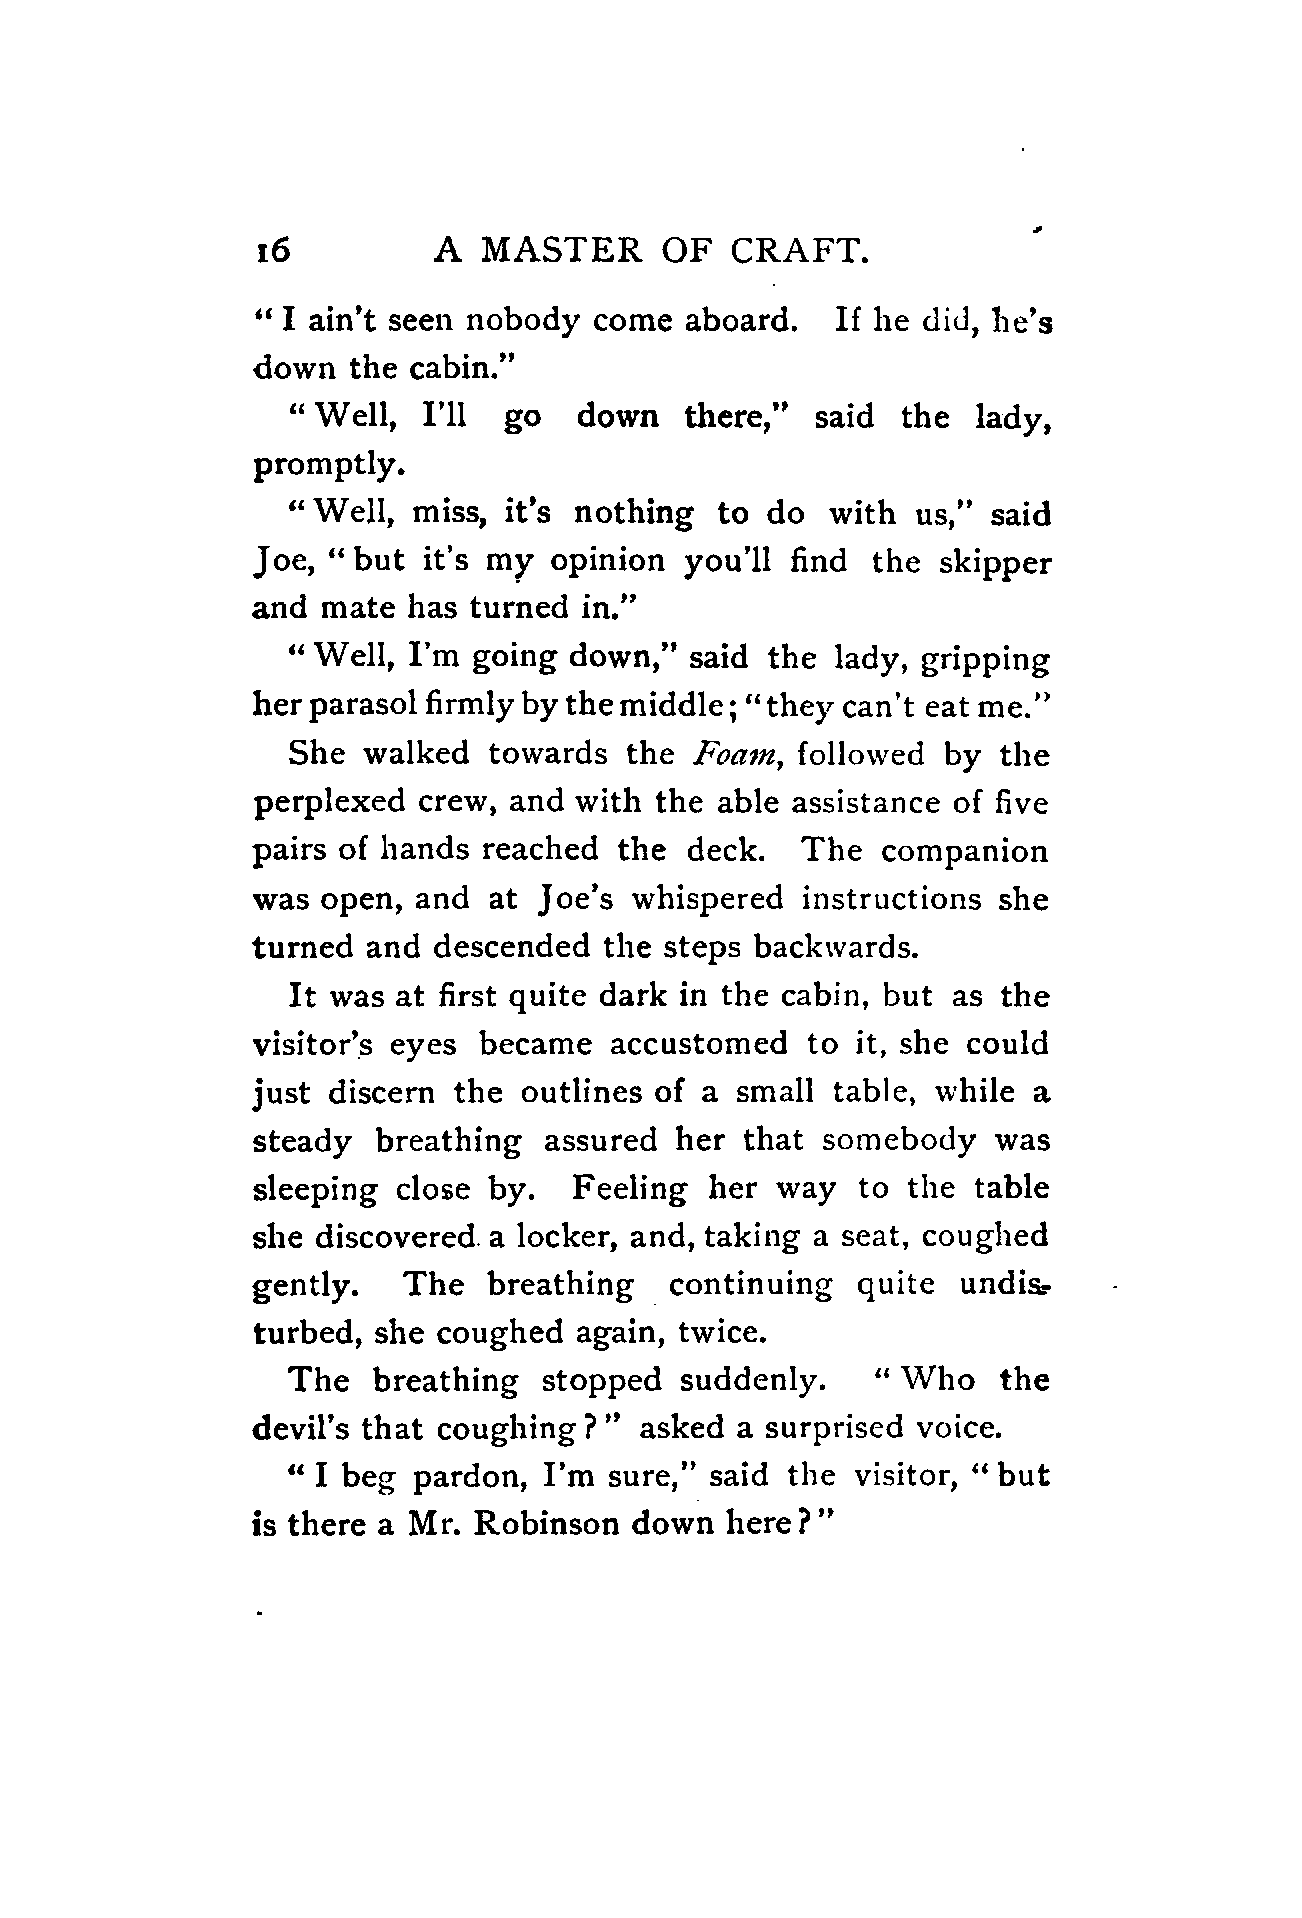 16 A MASTER OF CRAFT.
"I ain't seen nobody come aboard. If he did, he's
down the cabin."
"Well, I'll go down there," said the lady,
promptly.
"Well, miss, it's nothing to do with us," said
Joe, "but it's my opinion you'll find the skipper
and mate has turned in."
"Well, I'm going down," said the lady, gripping
her parasol firmly by the middle; "they can't eat me."
She walked towards the Foam, followed by the
perplexed crew, and with the able assistance of five
pairs of hands reached the deck. The companion
was open, and at Joe's whispered instructions she
turned and descended the steps backwards.
It was at first quite dark in the cabin, but as the
visitor's eyes became accustomed to it, she could
just discern the outlines of a small table, while a
steady breathing assured her that somebody was
sleeping close by. Feeling her way to the table
she discovered a locker, and, taking a seat, coughed
gently. The breathing continuing quite undis-
turbed, she coughed again, twice.
The breathing stopped suddenly. "Who the
devil's that coughing?" asked a surprised voice.
"I beg pardon, I'm sure," said the visitor, "but
is there a Mr. Robinson down here?"